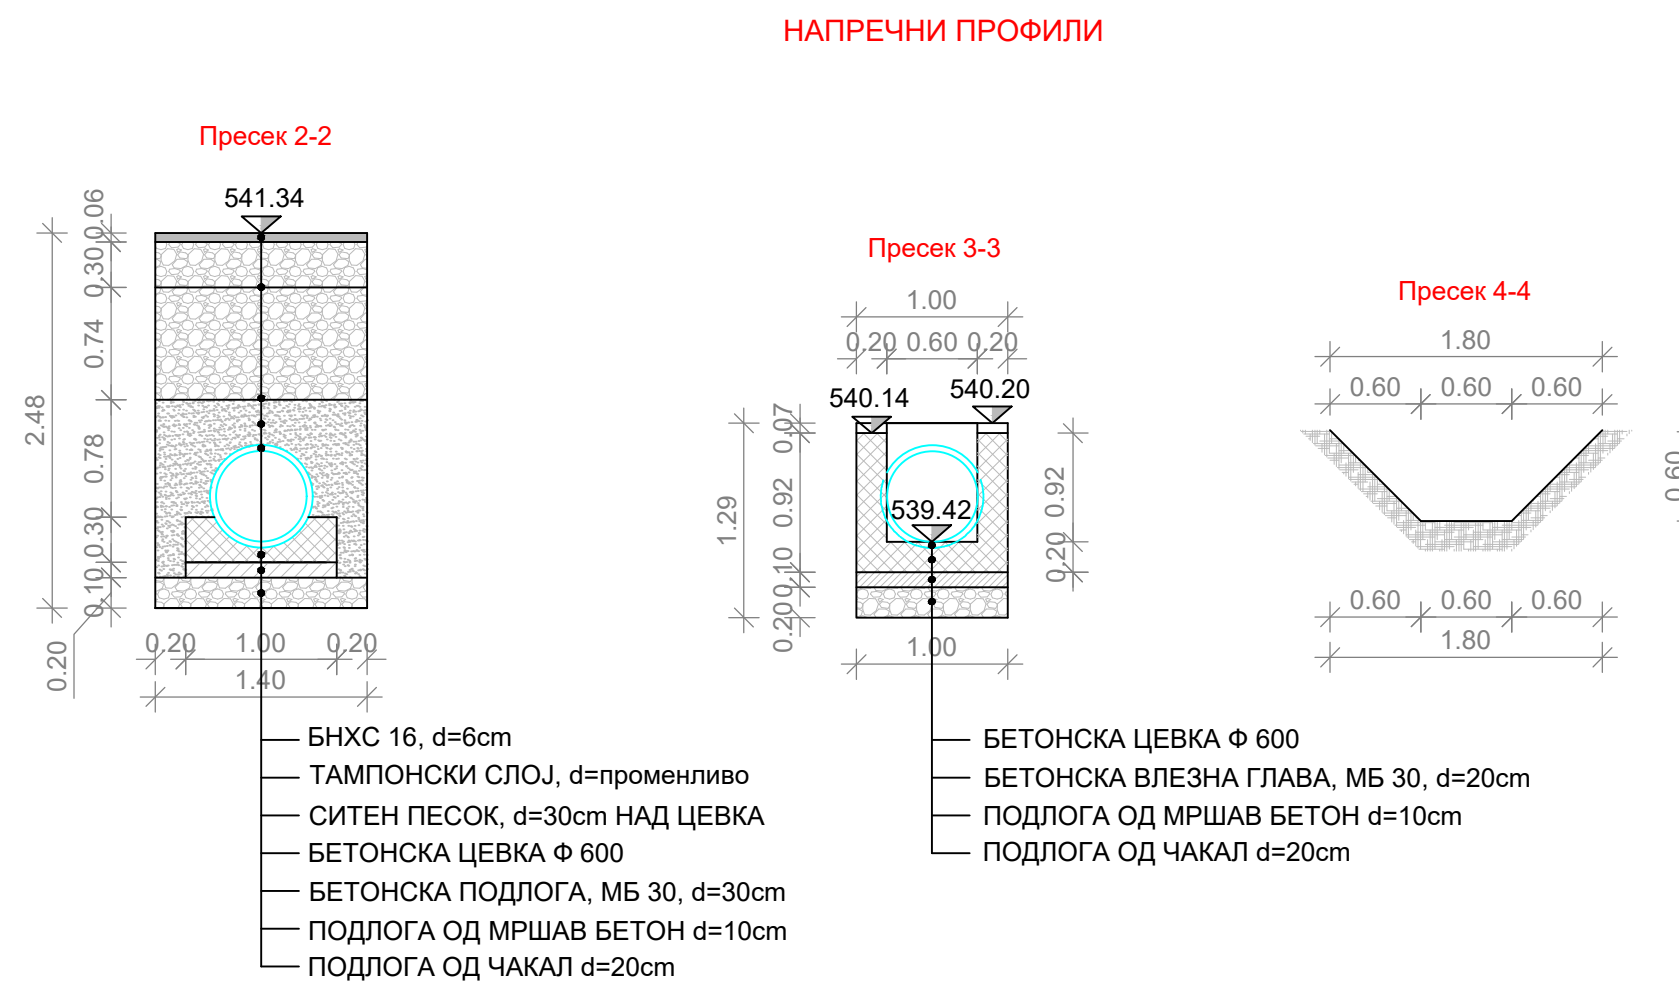 НАПРЕЧНИ ПРОФИЛИ
Пресек 2-2
541.34
0.06
0.30
0.74
0.78
0.30
0.10
0.20
2.48
0.20 1.00 0.20
1.40
БНХС 16, d=6cm
ТАМПОНСКИ СЛОЈ, d=променливо
СИТЕН ПЕСОК, d=30cm НАД ЦЕВКА
БЕТОНСКА ЦЕВКА Ф 600
БЕТОНСКА ПОДЛОГА, МБ 30, d=30cm
ПОДЛОГА ОД МРШАВ БЕТОН d=10cm
ПОДЛОГА ОД ЧАКАЛ d=20cm
Пресек 3-3
1.00
0.20 0.60 0.20
540.14
540.20
539.42
0.07
0.92
0.10
0.20
1.29
0.92
0.20
1.00
БЕТОНСКА ЦЕВКА Ф 600
БЕТОНСКА ВЛЕЗНА ГЛАВА, МБ 30, d=20cm
ПОДЛОГА ОД МРШАВ БЕТОН d=10cm
ПОДЛОГА ОД ЧАКАЛ d=20cm
Пресек 4-4
1.80
0.60 0.60 0.60
0.60
0.60 0.60 0.60
1.80